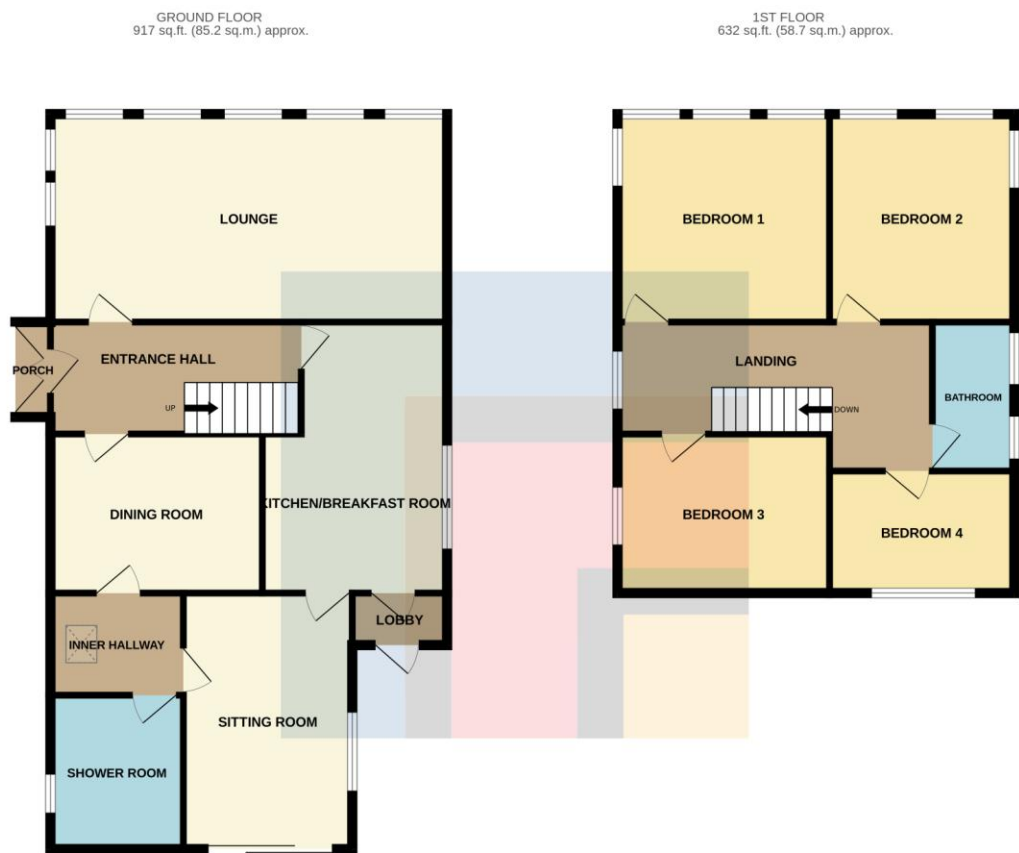 GROUND FLOOR
917 sq.ft. (85.2 sq.m.) approx.
1ST FLOOR
632 sq.ft. (58.7 sq.m.) approx.
LOUNGE
ENTRANCE HALL
PORCH
UP
DINING ROOM
KITCHEN/BREAKFAST ROOM
INNER HALLWAY
LOBBY
SITTING ROOM
SHOWER ROOM
BEDROOM 1
BEDROOM 2
LANDING
BATHROOM
DOWN
BEDROOM 3
BEDROOM 4